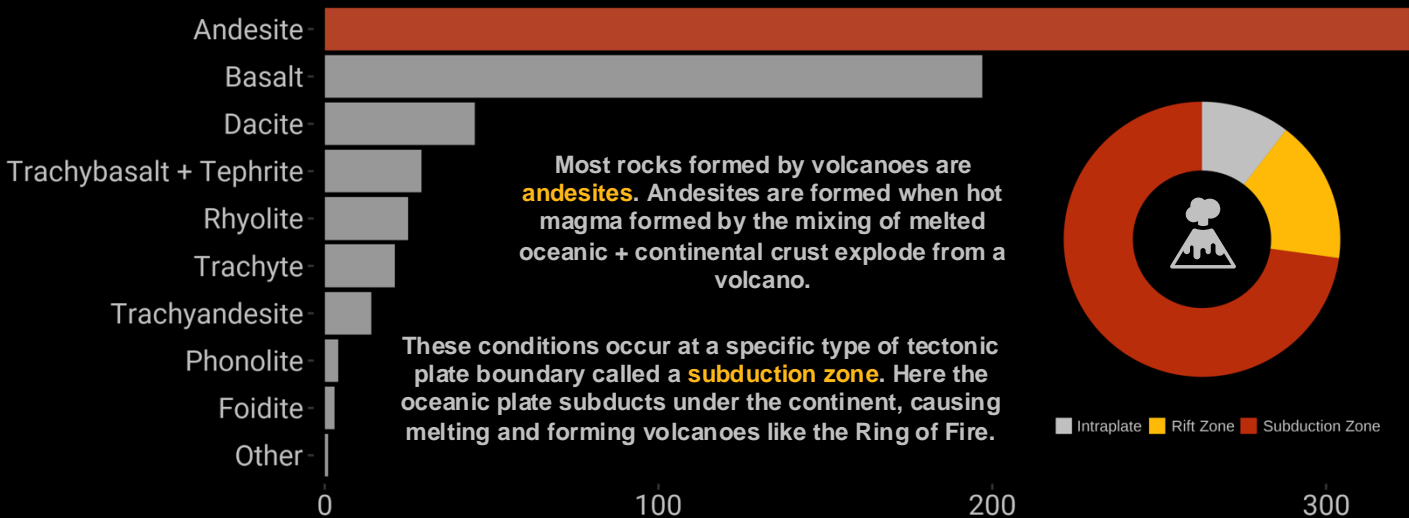 Andesite
Basalt
Dacite
Trachybasalt + Tephrite
Rhyolite
Trachyte
Trachyandesite
Phonolite
Foidite
Other
0
100
200
300
Most rocks formed by volcanoes are
andesites. Andesites are formed when hot
magma formed by the mixing of melted
oceanic + continental crust explode from a
volcano.
These conditions occur at a specific type of tectonic
plate boundary called a subduction zone. Here the
oceanic plate subducts under the continent, causing
melting and forming volcanoes like the Ring of Fire.
Intraplate Rift Zone Subduction Zone